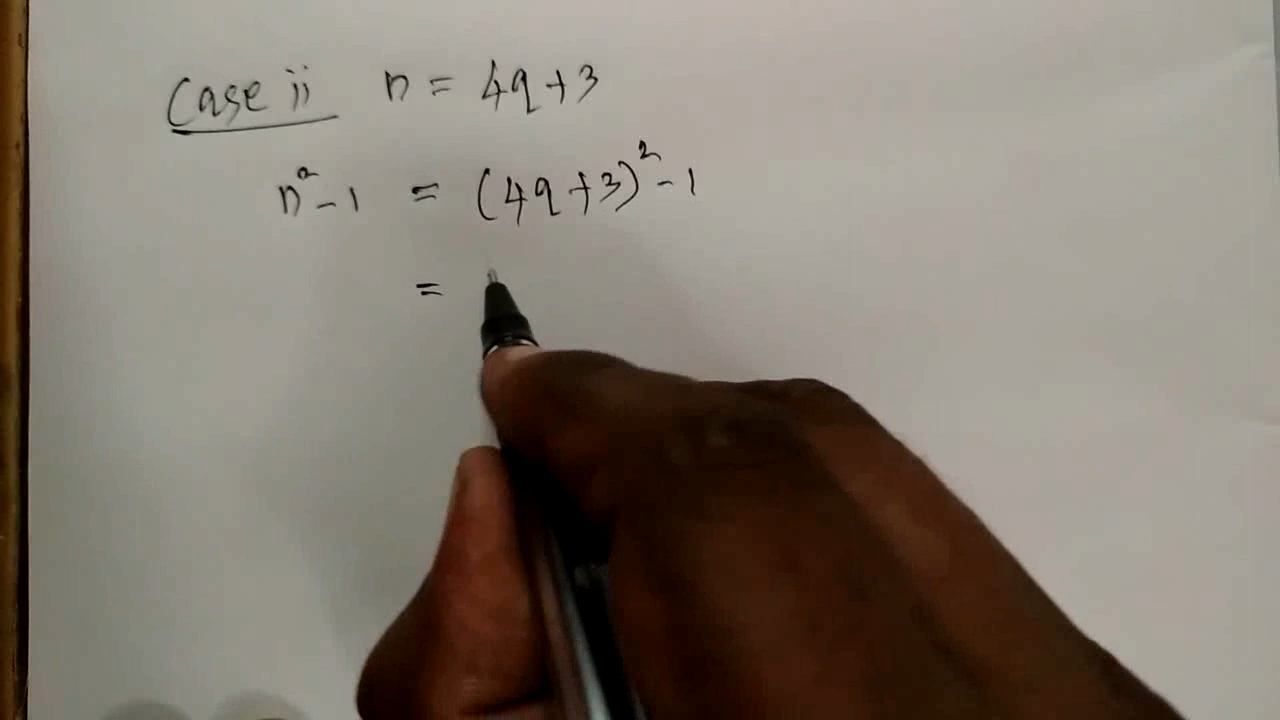 Case ii n = 4q+3
n² - 1 = (4q+3)² - 1
=